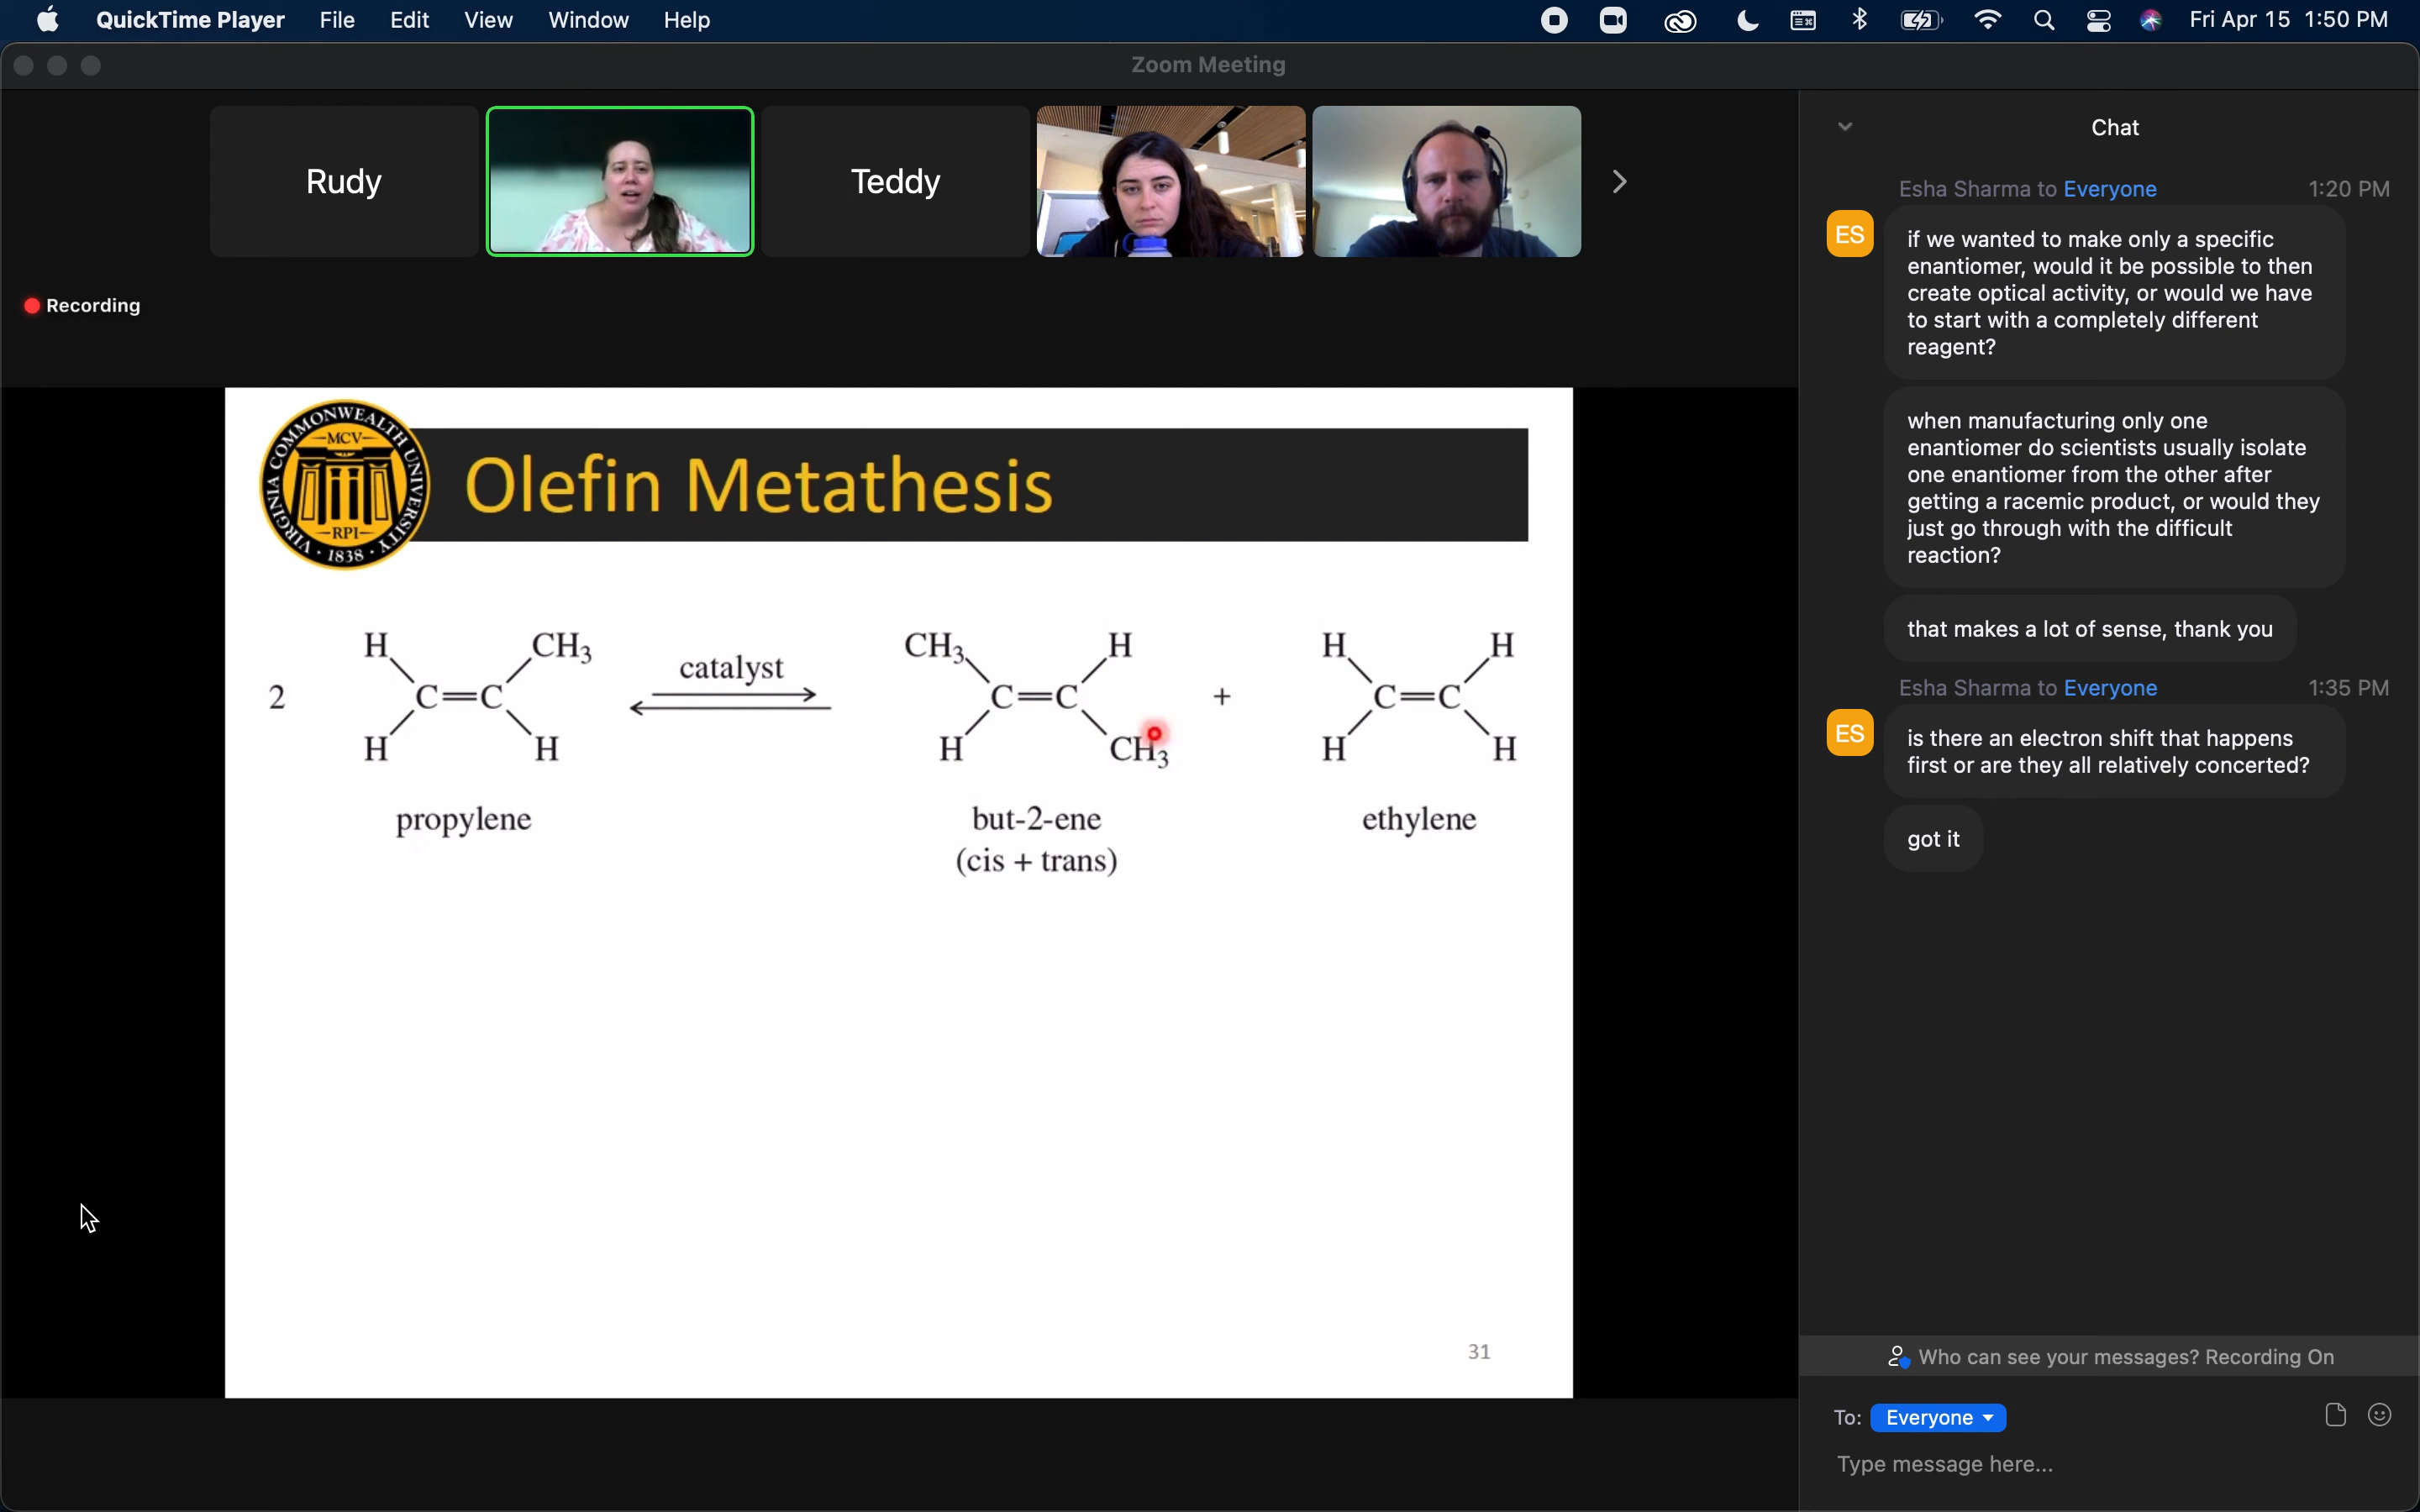 QuickTime Player File Edit View Window Help Fri Apr 15 1:50 PM
Zoom Meeting
Rudy
Teddy
Recording
VIRGINIA COMMONWEALTH UNIVERSITY
MCV
RPI
1838
Olefin Metathesis
H CH3 catalyst CH3 H H H
2 C=C C=C + C=C
H H H CH3 H H
propylene but-2-ene ethylene
(cis + trans)
31
Chat
Esha Sharma to Everyone 1:20 PM
ES
if we wanted to make only a specific
enantiomer, would it be possible to then
create optical activity, or would we have
to start with a completely different
reagent?
when manufacturing only one
enantiomer do scientists usually isolate
one enantiomer from the other after
getting a racemic product, or would they
just go through with the difficult
reaction?
that makes a lot of sense, thank you
Esha Sharma to Everyone 1:35 PM
ES
is there an electron shift that happens
first or are they all relatively concerted?
got it
Who can see your messages? Recording On
To: Everyone
Type message here...